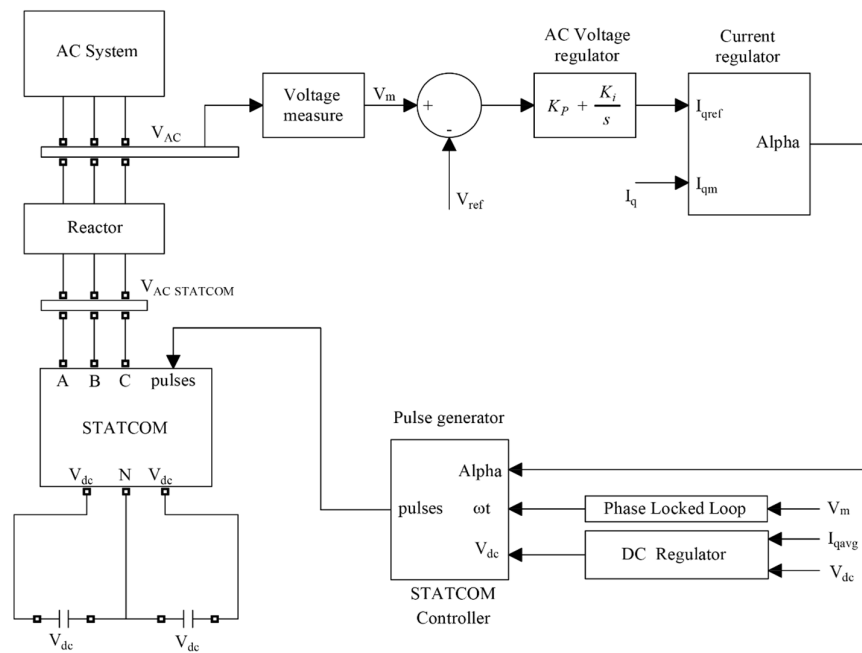 AC System
V_AC
Voltage measure
V_m
+
-
V_ref
AC Voltage regulator
K_P + K_i/s
Current regulator
I_qref
Alpha
I_q
I_qm
Reactor
V_AC STATCOM
A B C pulses
STATCOM
V_dc N V_dc
V_dc
V_dc
Pulse generator
Alpha
pulses
ωt
V_dc
STATCOM
Controller
Phase Locked Loop
V_m
DC Regulator
I_qavg
V_dc